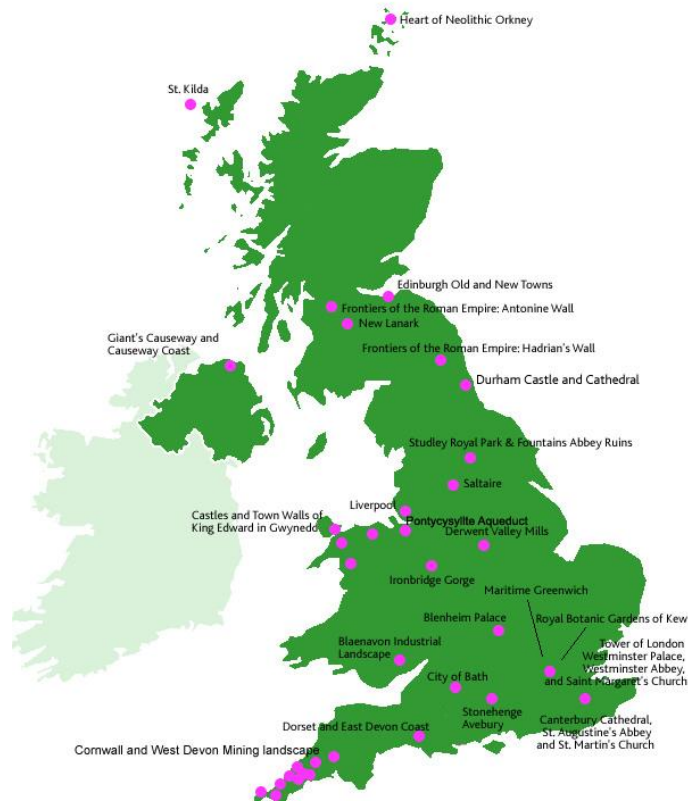 Heart of Neolithic Orkney
St. Kilda
Edinburgh Old and New Towns
Frontiers of the Roman Empire: Antonine Wall
New Lanark
Giant's Causeway and
Causeway Coast
Frontiers of the Roman Empire: Hadrian's Wall
Durham Castle and Cathedral
Studley Royal Park & Fountains Abbey Ruins
Saltaire
Liverpool
Castles and Town Walls of
King Edward in Gwynedd
Pontycysyllte Aqueduct
Derwent Valley Mills
Ironbridge Gorge
Maritime Greenwich
Blenheim Palace
Royal Botanic Gardens of Kew
Blaenavon Industrial
Landscape
Tower of London
Westminster Palace,
Westminster Abbey,
and Saint Margaret's Church
City of Bath
Stonehenge
Avebury
Canterbury Cathedral,
St. Augustine's Abbey
and St. Martin's Church
Dorset and East Devon Coast
Cornwall and West Devon Mining landscape